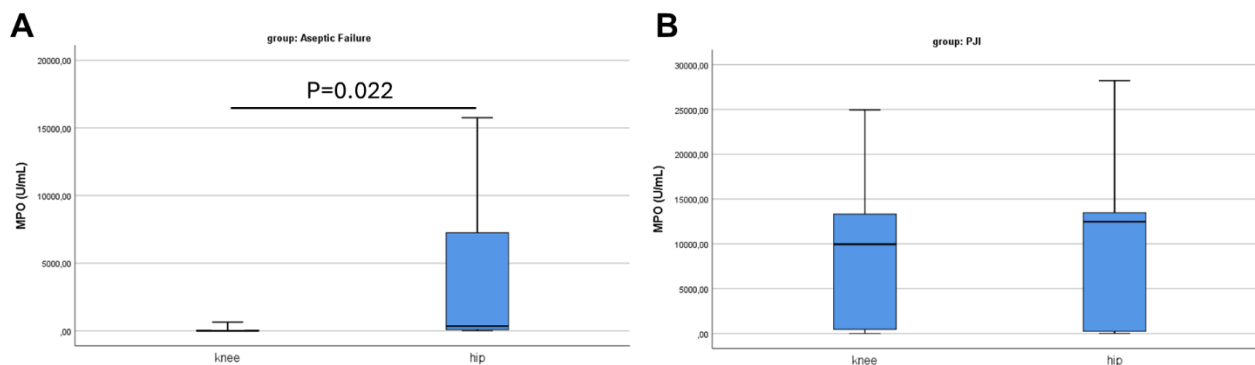 A
group: Aseptic Failure
20000,00
P=0.022
15000,00
MPO (U/mL)
10000,00
5000,00
,00
knee hip
B
group: PJI
30000,00
25000,00
20000,00
MPO (U/mL)
15000,00
10000,00
5000,00
,00
knee hip